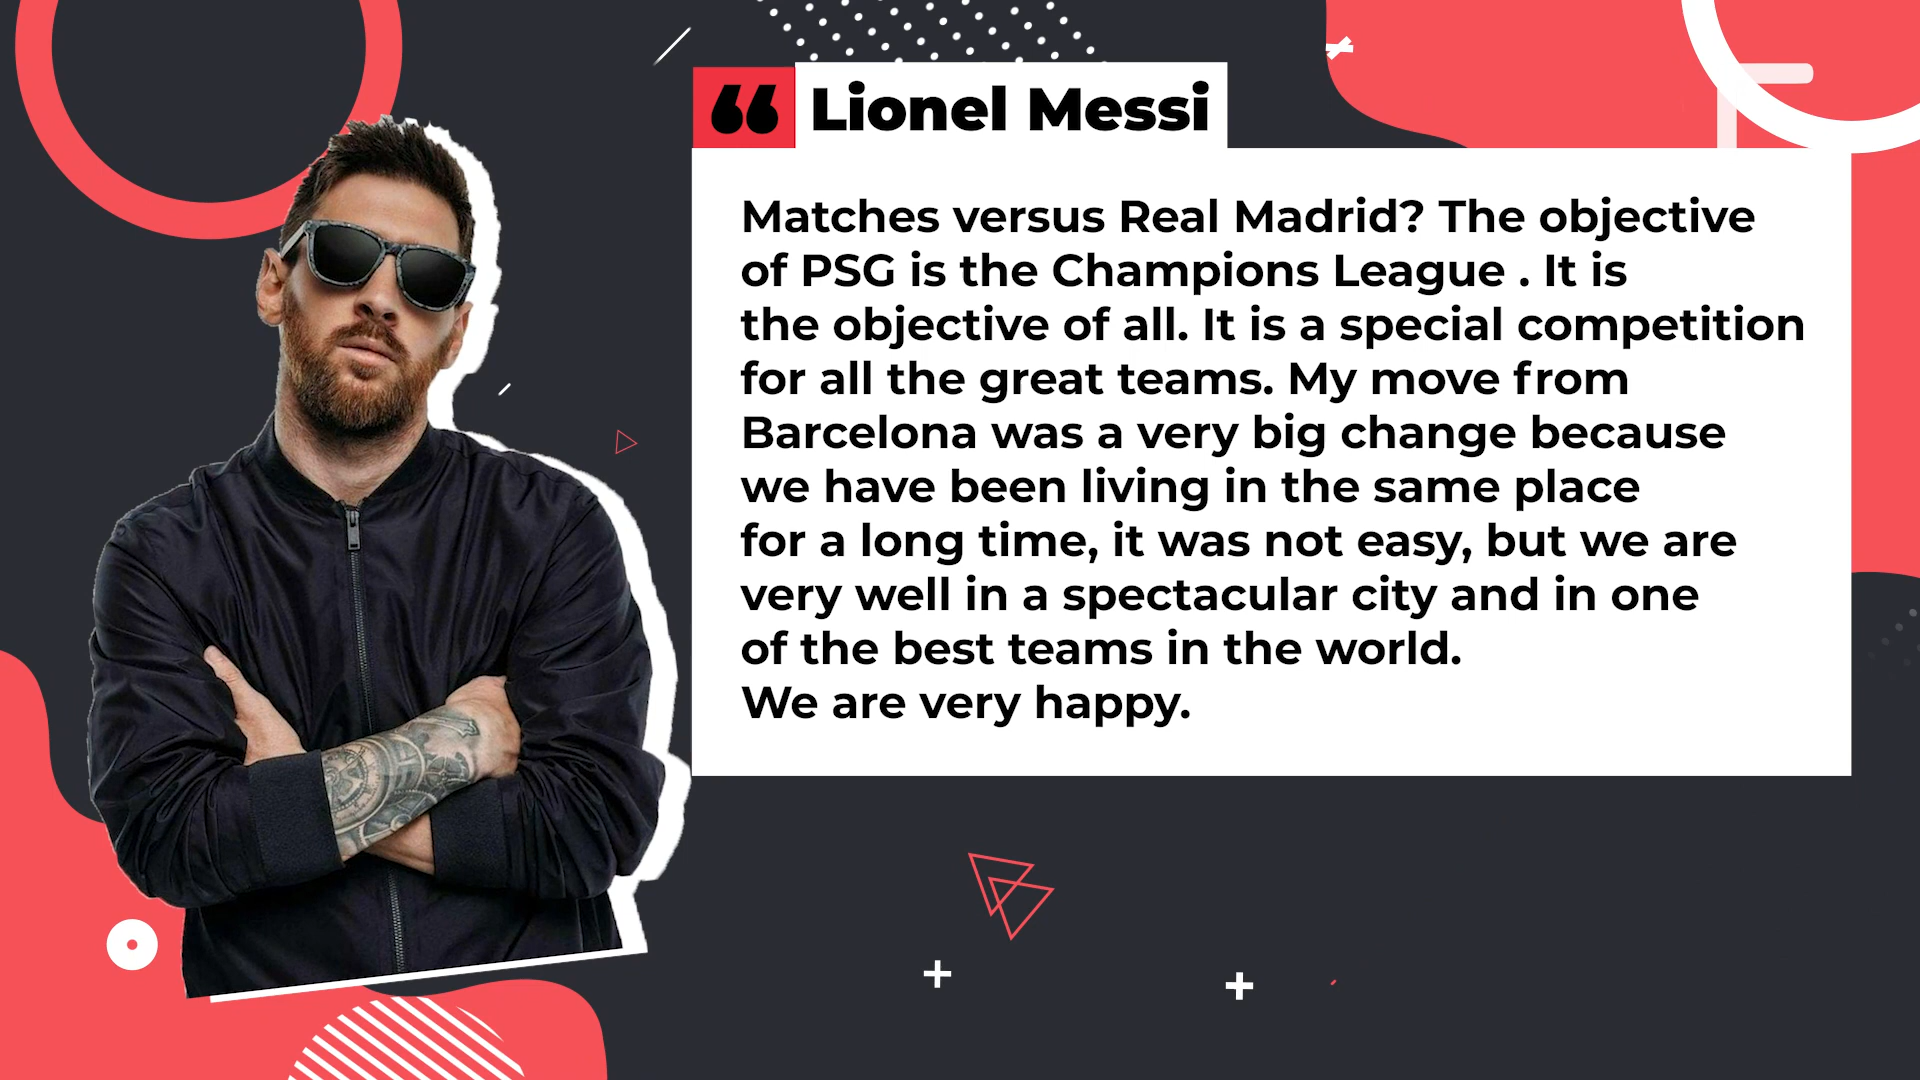 “ Lionel Messi
Matches versus Real Madrid? The objective
of PSG is the Champions League . It is
the objective of all. It is a special competition
for all the great teams. My move from
Barcelona was a very big change because
we have been living in the same place
for a long time, it was not easy, but we are
very well in a spectacular city and in one
of the best teams in the world.
We are very happy.